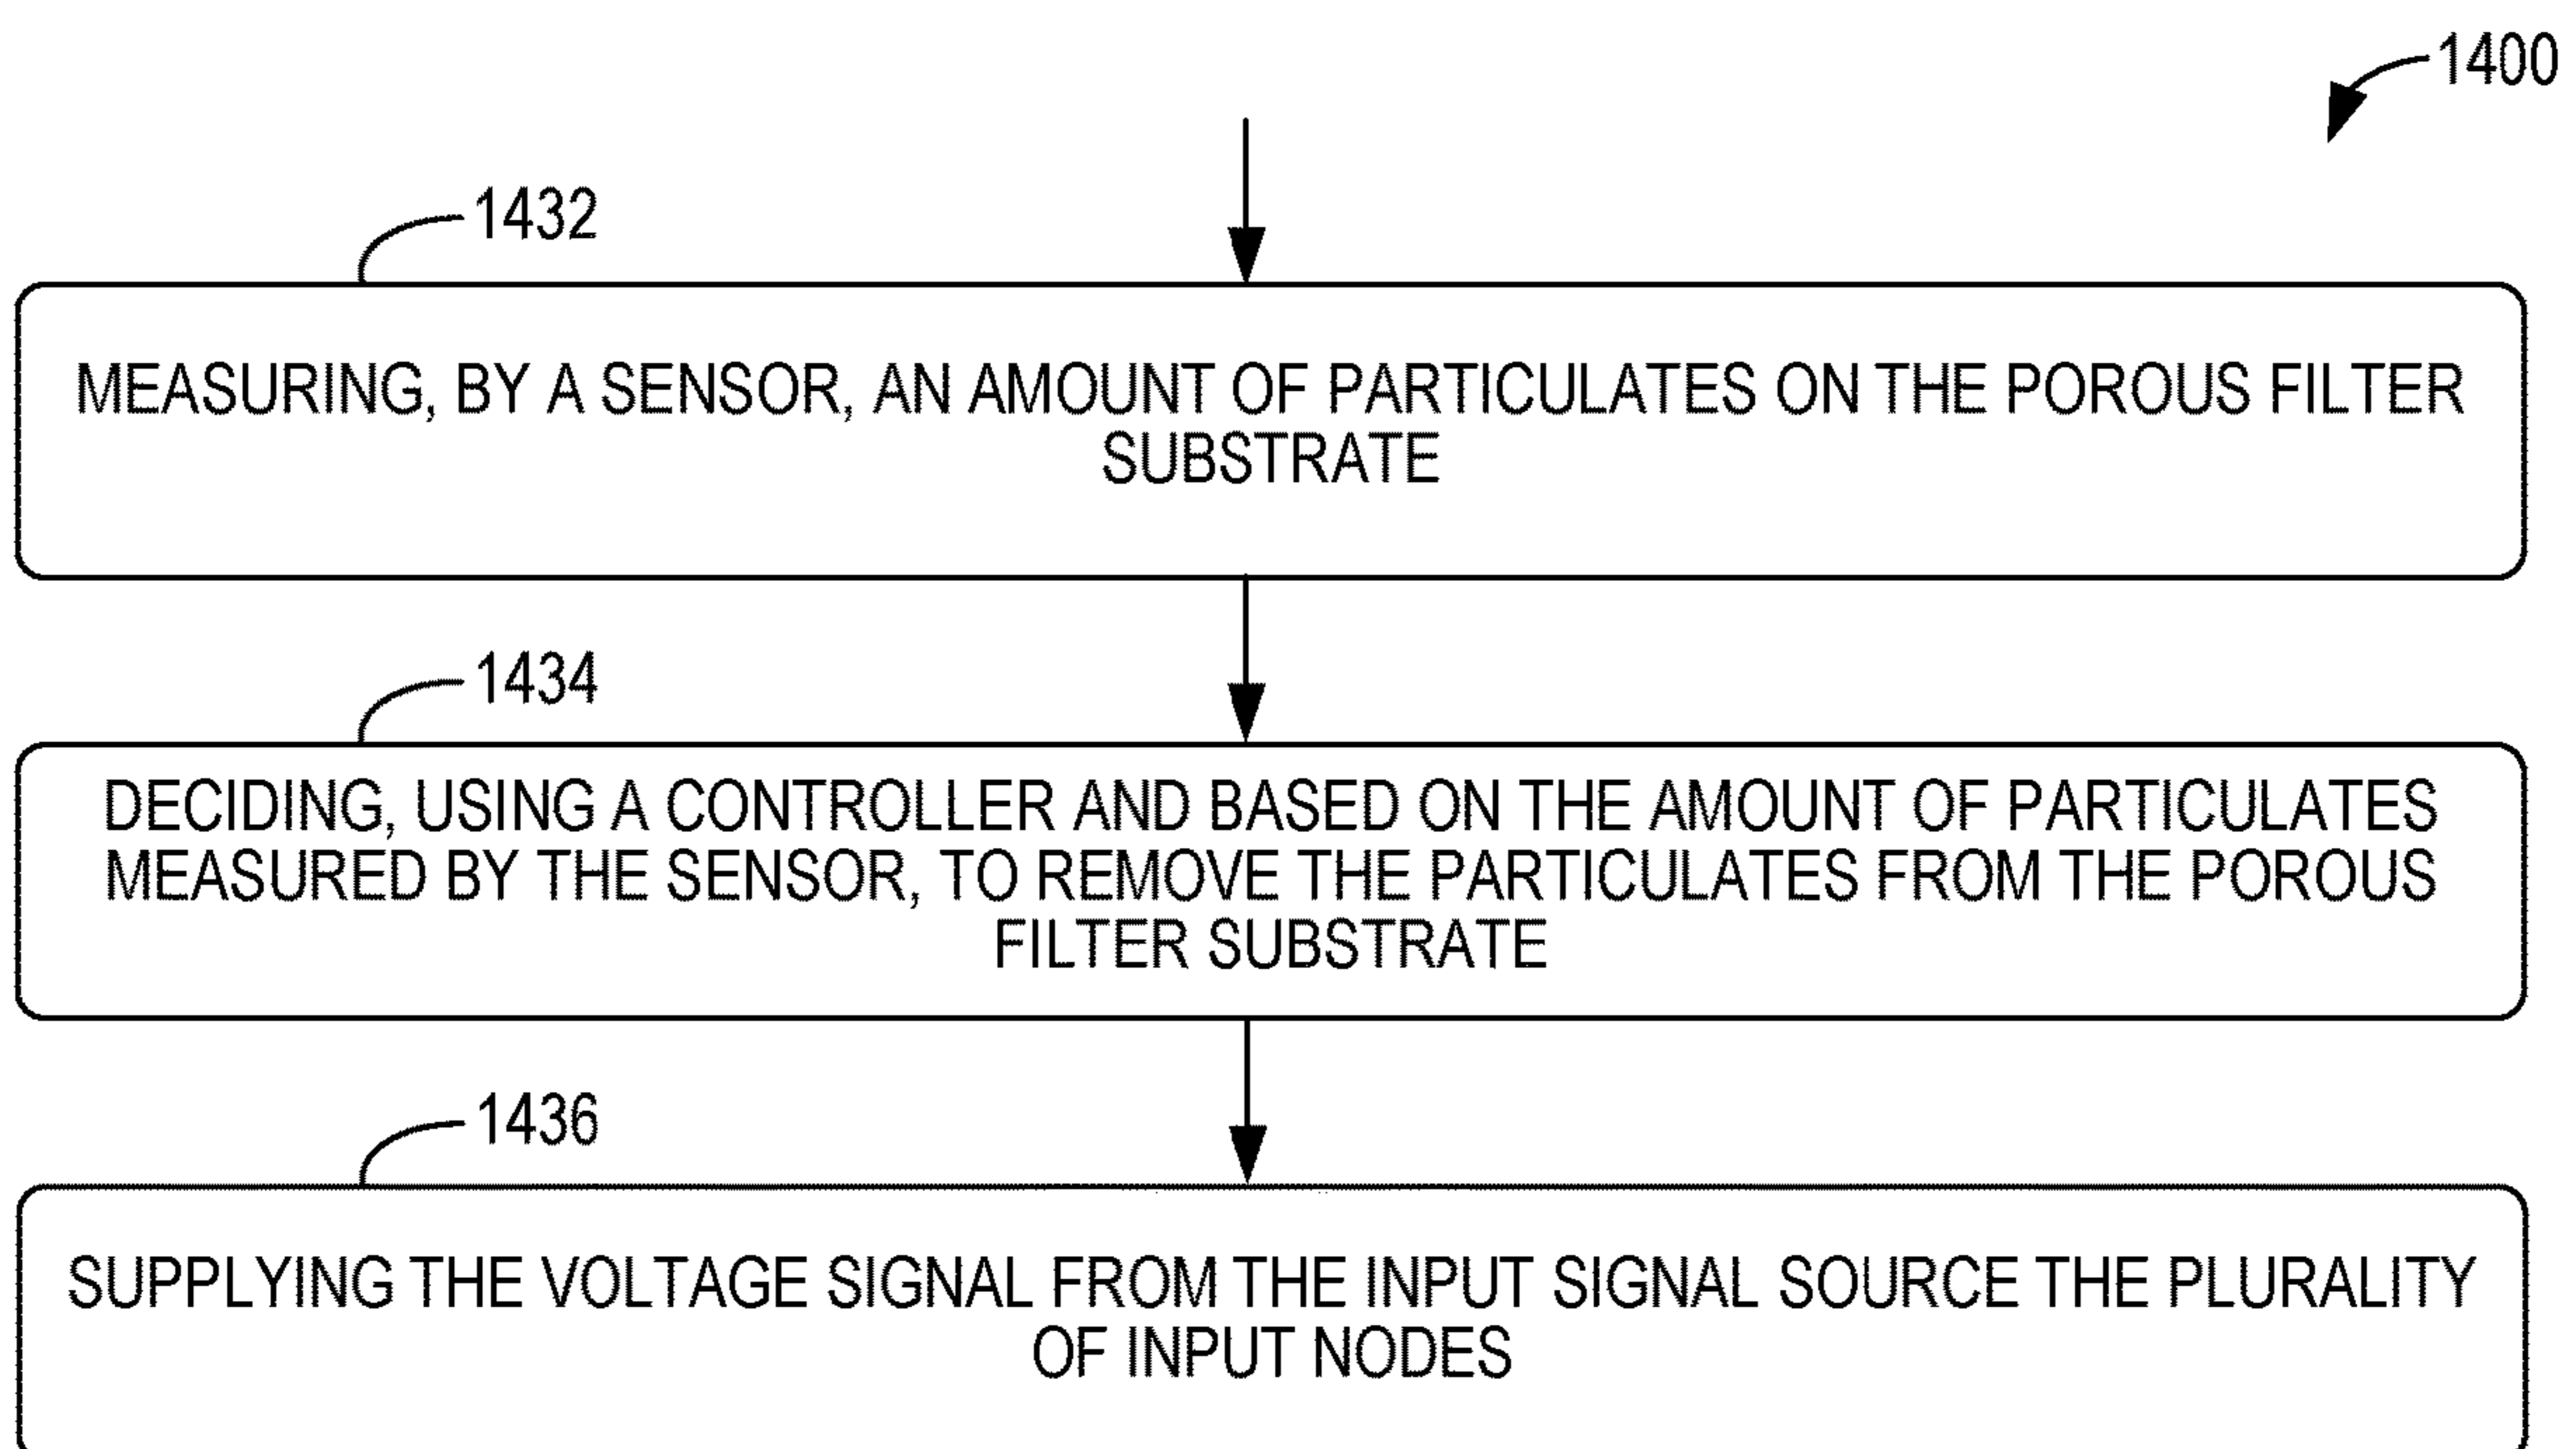 1400
1432
MEASURING, BY A SENSOR, AN AMOUNT OF PARTICULATES ON THE POROUS FILTER
SUBSTRATE
1434
DECIDING, USING A CONTROLLER AND BASED ON THE AMOUNT OF PARTICULATES
MEASURED BY THE SENSOR, TO REMOVE THE PARTICULATES FROM THE POROUS
FILTER SUBSTRATE
1436
SUPPLYING THE VOLTAGE SIGNAL FROM THE INPUT SIGNAL SOURCE THE PLURALITY
OF INPUT NODES